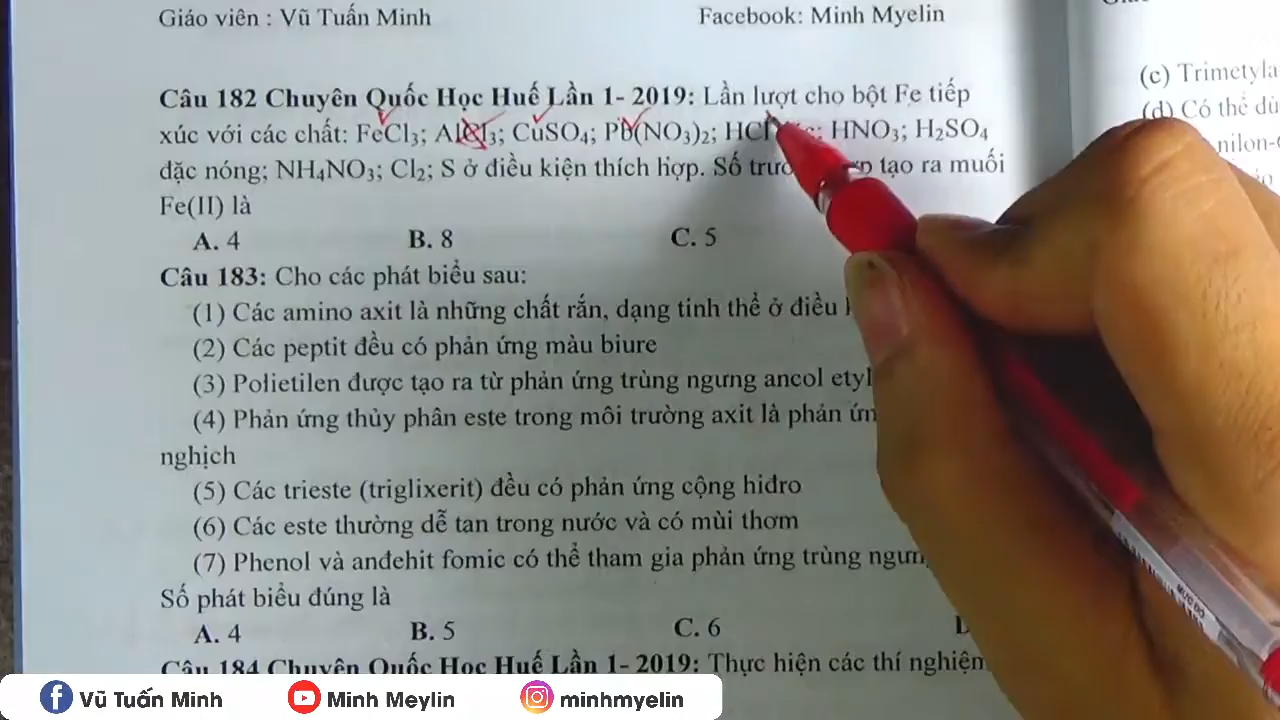 Giáo viên : Vũ Tuấn Minh Facebook: Minh Myelin
Câu 182 Chuyên Quốc Học Huế Lần 1- 2019: Lần lượt cho bột Fe tiếp
xúc với các chất: FeCl₃; AlCl₃; CuSO₄; Pb(NO₃)₂; HCl HNO₃; H₂SO₄
đặc nóng; NH₄NO₃; Cl₂; S ở điều kiện thích hợp. Số tạo ra muối
Fe(II) là
A. 4 B. 8 C. 5
Câu 183: Cho các phát biểu sau:
(1) Các amino axit là những chất rắn, dạng tinh thể ở điều
(2) Các peptit đều có phản ứng màu biure
(3) Polietilen được tạo ra từ phản ứng trùng ngưng ancol etyl
(4) Phản ứng thủy phân este trong môi trường axit là phản
nghịch
(5) Các trieste (triglixerit) đều có phản ứng cộng hiđro
(6) Các este thường dễ tan trong nước và có mùi thơm
(7) Phenol và anđehit fomic có thể tham gia phản ứng trùng
Số phát biểu đúng là
A. 4 B. 5 C. 6
Câu 184 Chuyên Quốc Học Huế Lần 1- 2019: Thực hiện các thí nghiệm
(c) Trimetyla
(d) Có thể
nilon-
Vũ Tuấn Minh Minh Meylin minhmyelin